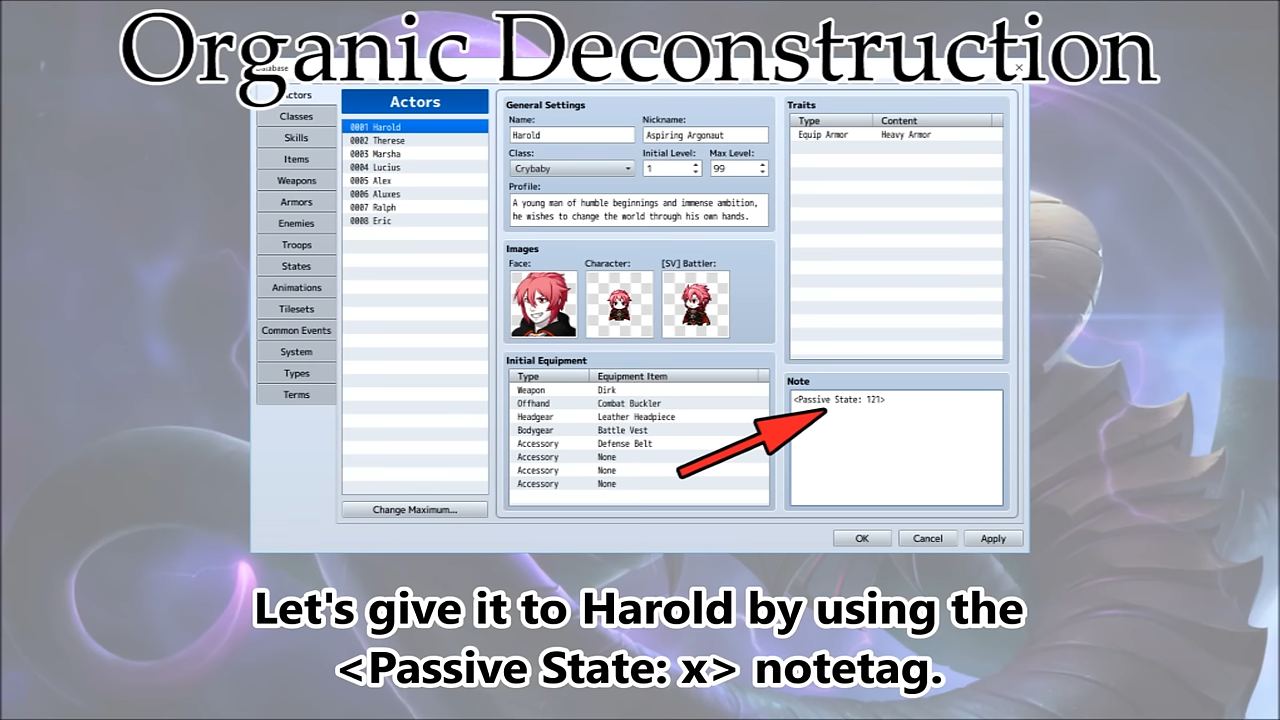 Organic Deconstruction
Database
Actors
Classes
Skills
Items
Weapons
Armors
Enemies
Troops
States
Animations
Tilesets
Common Events
System
Types
Terms
Actors
0001 Harold
0002 Therese
0003 Marsha
0004 Lucius
0005 Alex
0006 Aluxes
0007 Ralph
0008 Eric
Change Maximum...
General Settings
Name: Nickname:
Harold Aspiring Argonaut
Class: Initial Level: Max Level:
Crybaby 1 99
Profile:
A young man of humble beginnings and immense ambition,
he wishes to change the world through his own hands.
Images
Face: Character: [SV] Battler:
Initial Equipment
Type Equipment Item
Weapon Dirk
Offhand Combat Buckler
Headgear Leather Headpiece
Bodygear Battle Vest
Accessory Defense Belt
Accessory None
Accessory None
Accessory None
Traits
Type Content
Equip Armor Heavy Armor
Note
<Passive State: 121>
OK Cancel Apply
Let's give it to Harold by using the
<Passive State: x> notetag.